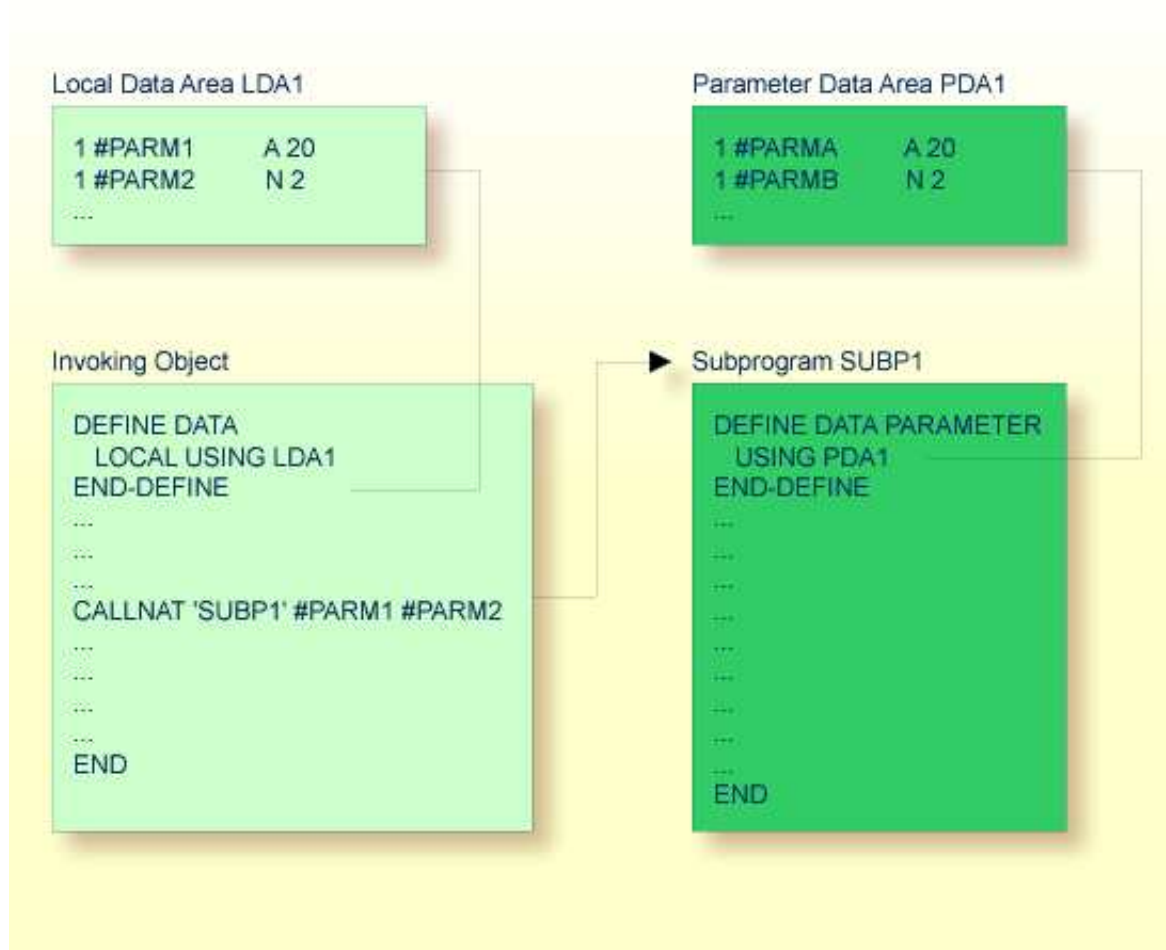 Local Data Area LDA1
1 #PARM1 A 20
1 #PARM2 N 2
...
Parameter Data Area PDA1
1 #PARMA A 20
1 #PARMB N 2
...
Invoking Object
DEFINE DATA
LOCAL USING LDA1
END-DEFINE
...
...
...
CALLNAT 'SUBP1' #PARM1 #PARM2
...
...
...
...
END
Subprogram SUBP1
DEFINE DATA PARAMETER
USING PDA1
END-DEFINE
...
...
...
...
...
...
...
...
...
END